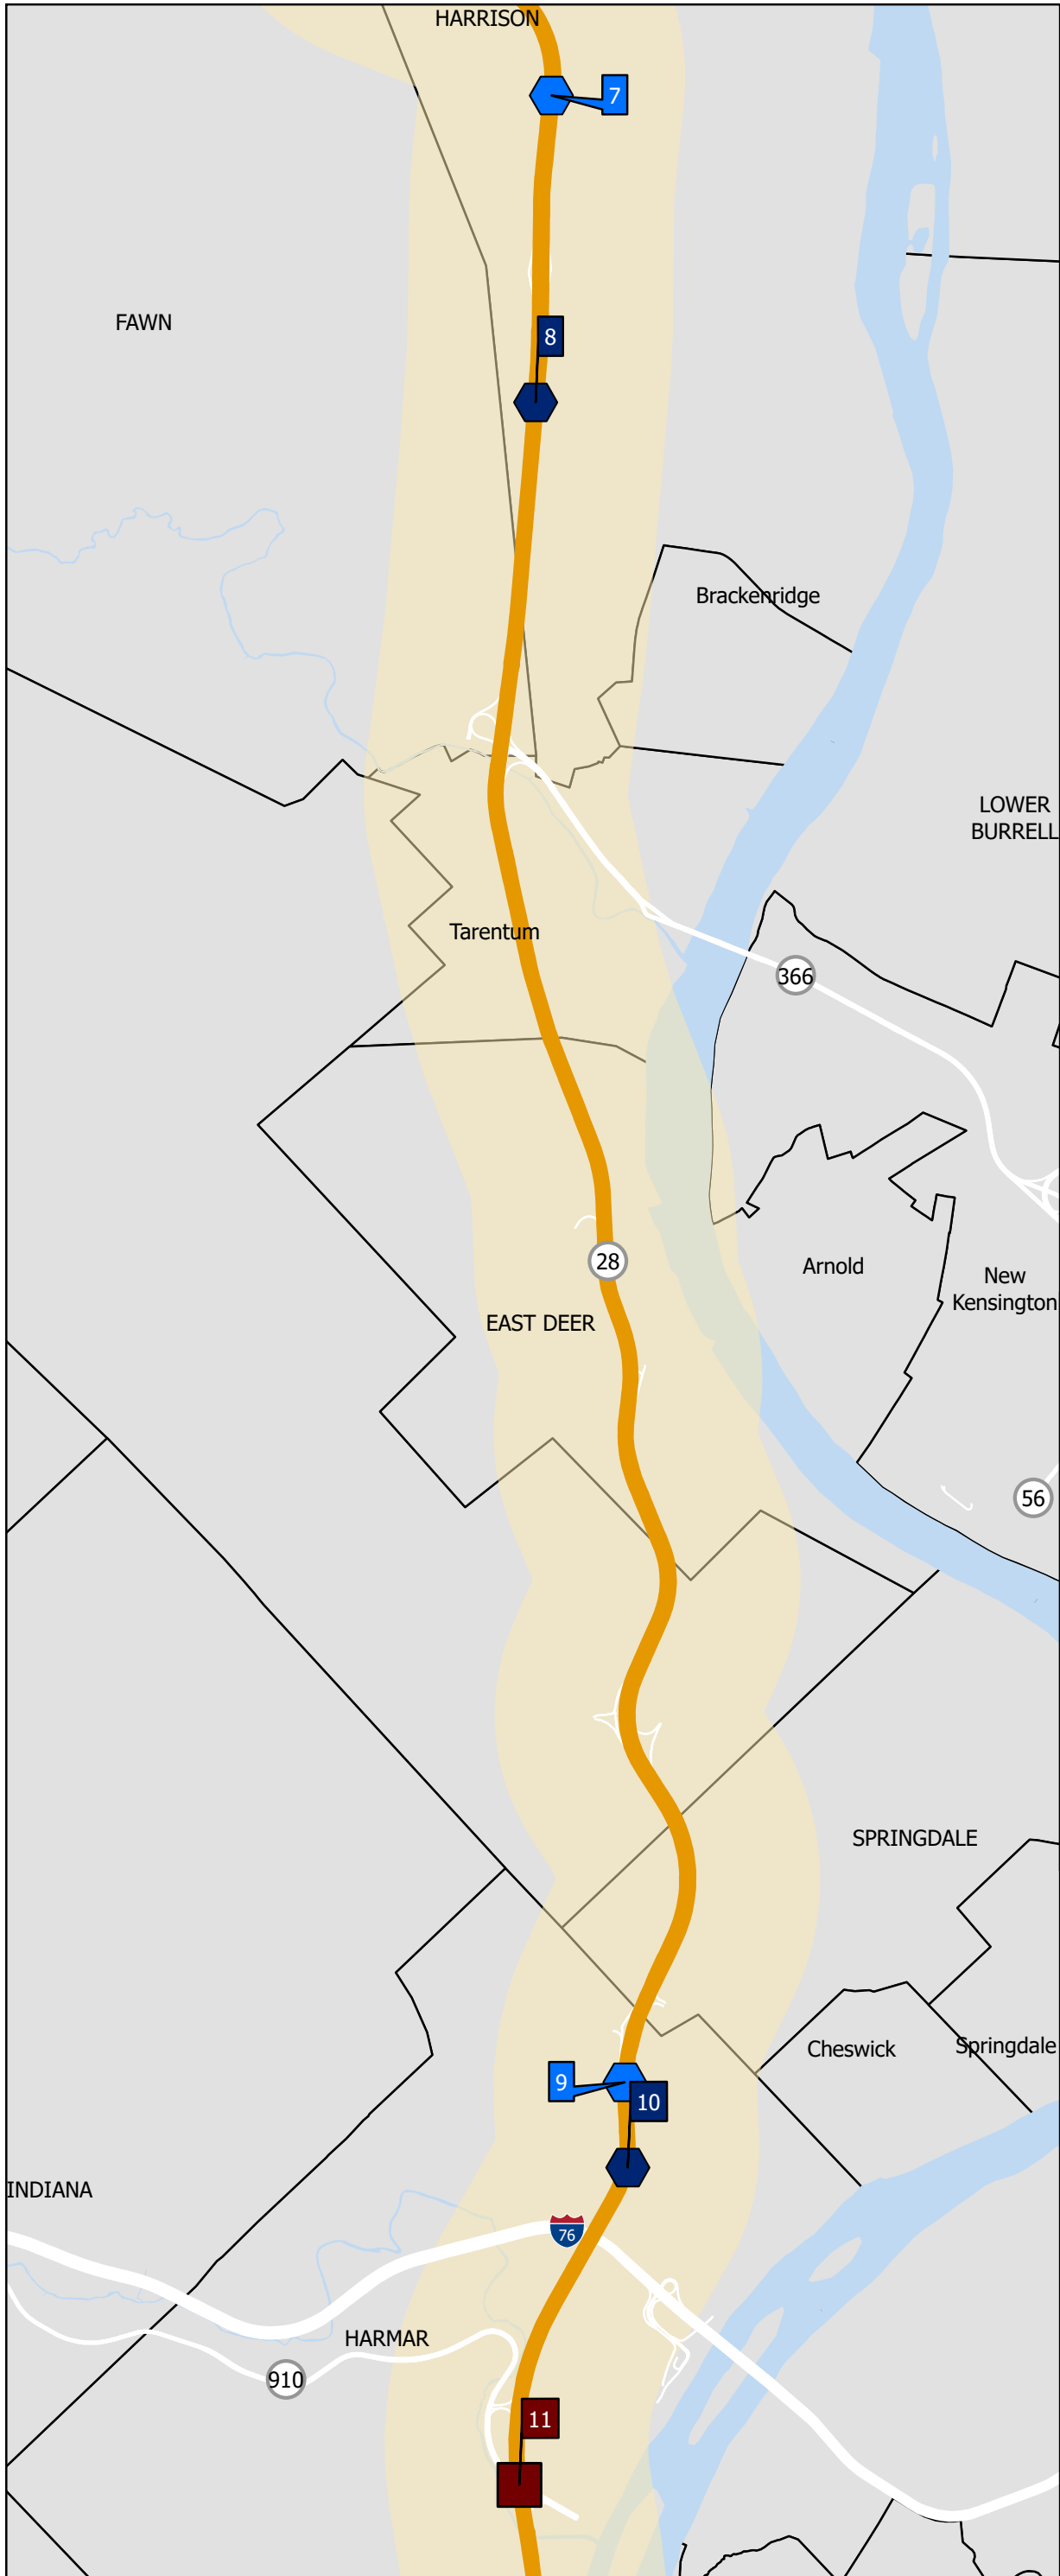 HARRISON
7
FAWN
8
Brackenridge
LOWER
BURRELL
Tarentum
366
28
Arnold
New
Kensington
EAST DEER
56
SPRINGDALE
Cheswick
Springdale
9
10
INDIANA
76
HARMAR
910
11